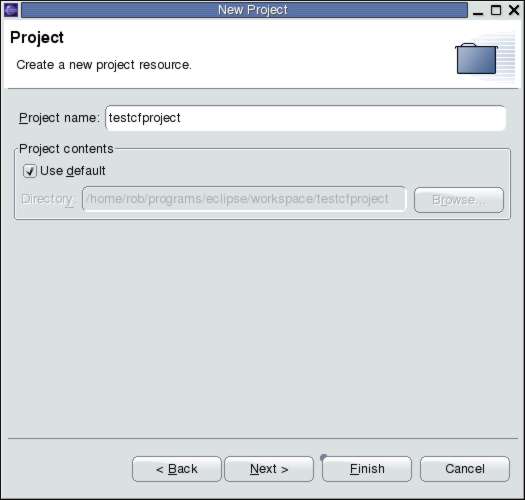 New Project
Project
Create a new project resource.
Project name: testcfproject
Project contents
Use default
Directory: /home/rob/programs/eclipse/workspace/testcfproject Browse...
< Back Next > Finish Cancel